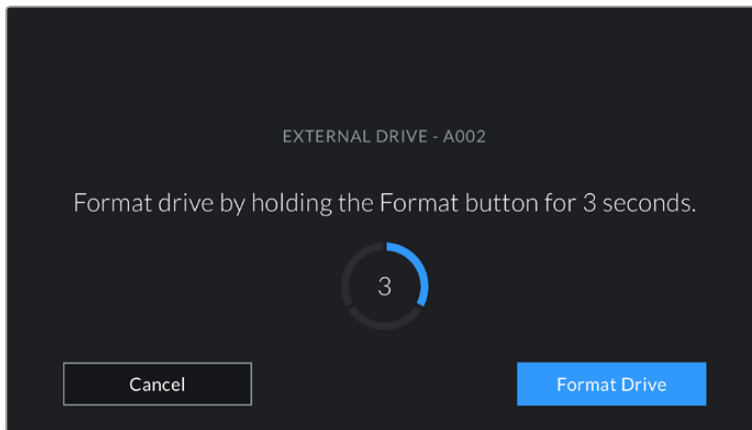 EXTERNAL DRIVE - A002
Format drive by holding the Format button for 3 seconds.
3
Cancel
Format Drive